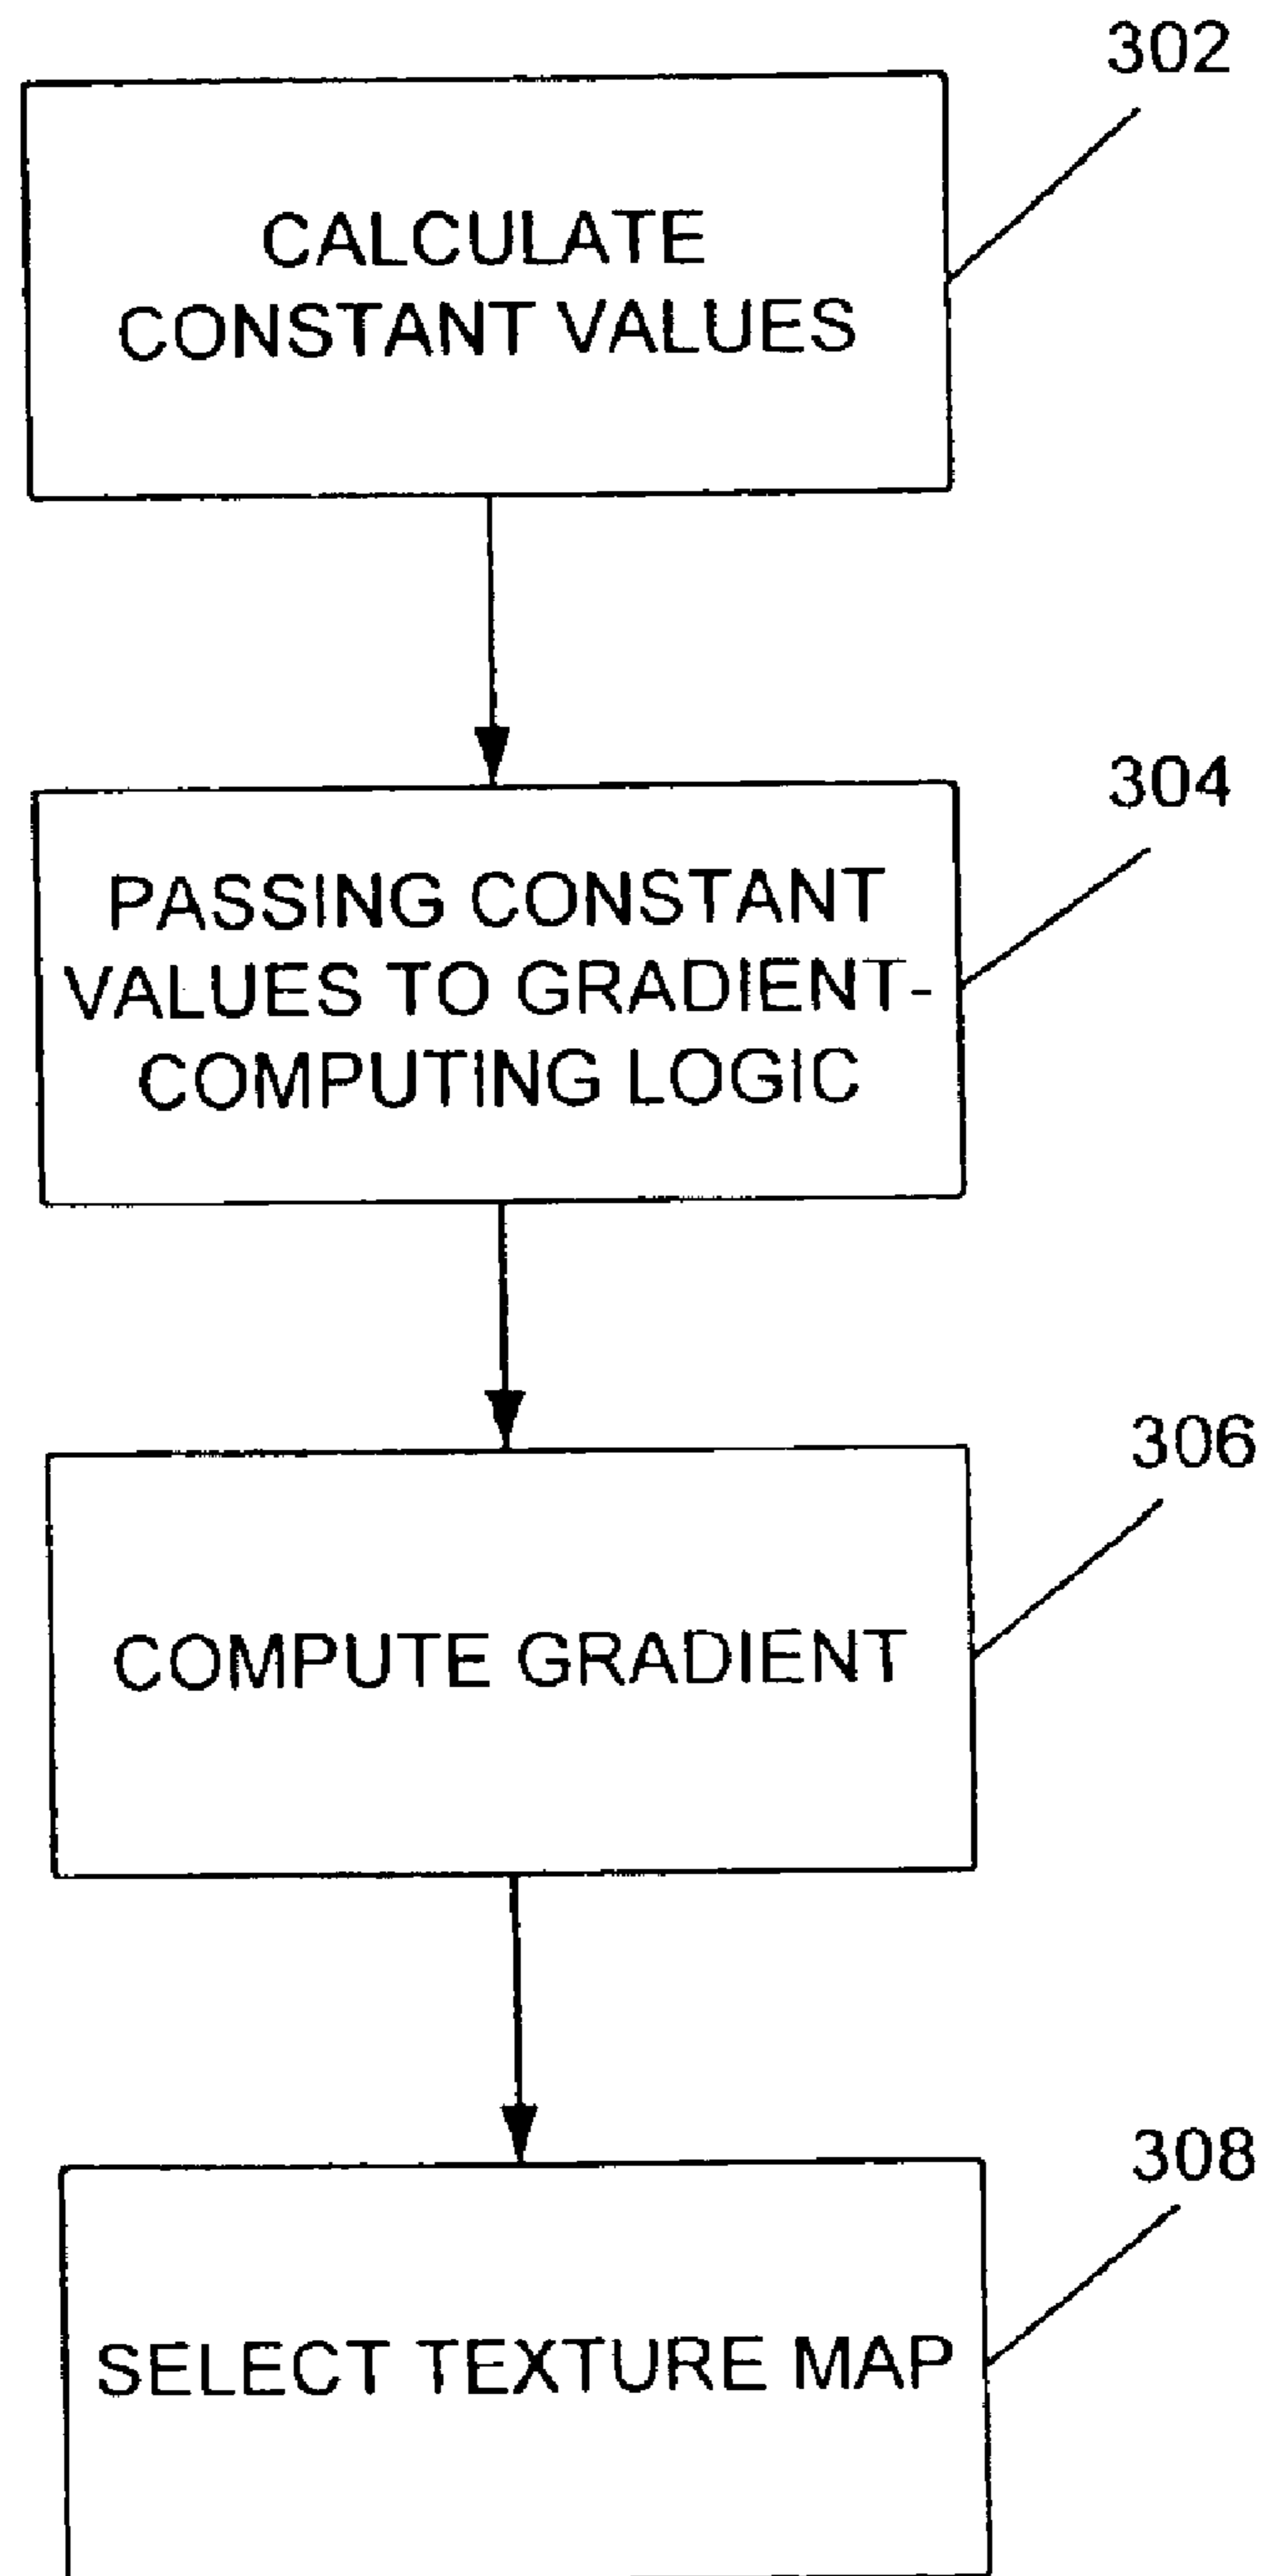 302
CALCULATE
CONSTANT VALUES
304
PASSING CONSTANT
VALUES TO GRADIENT-
COMPUTING LOGIC
306
COMPUTE GRADIENT
308
SELECT TEXTURE MAP